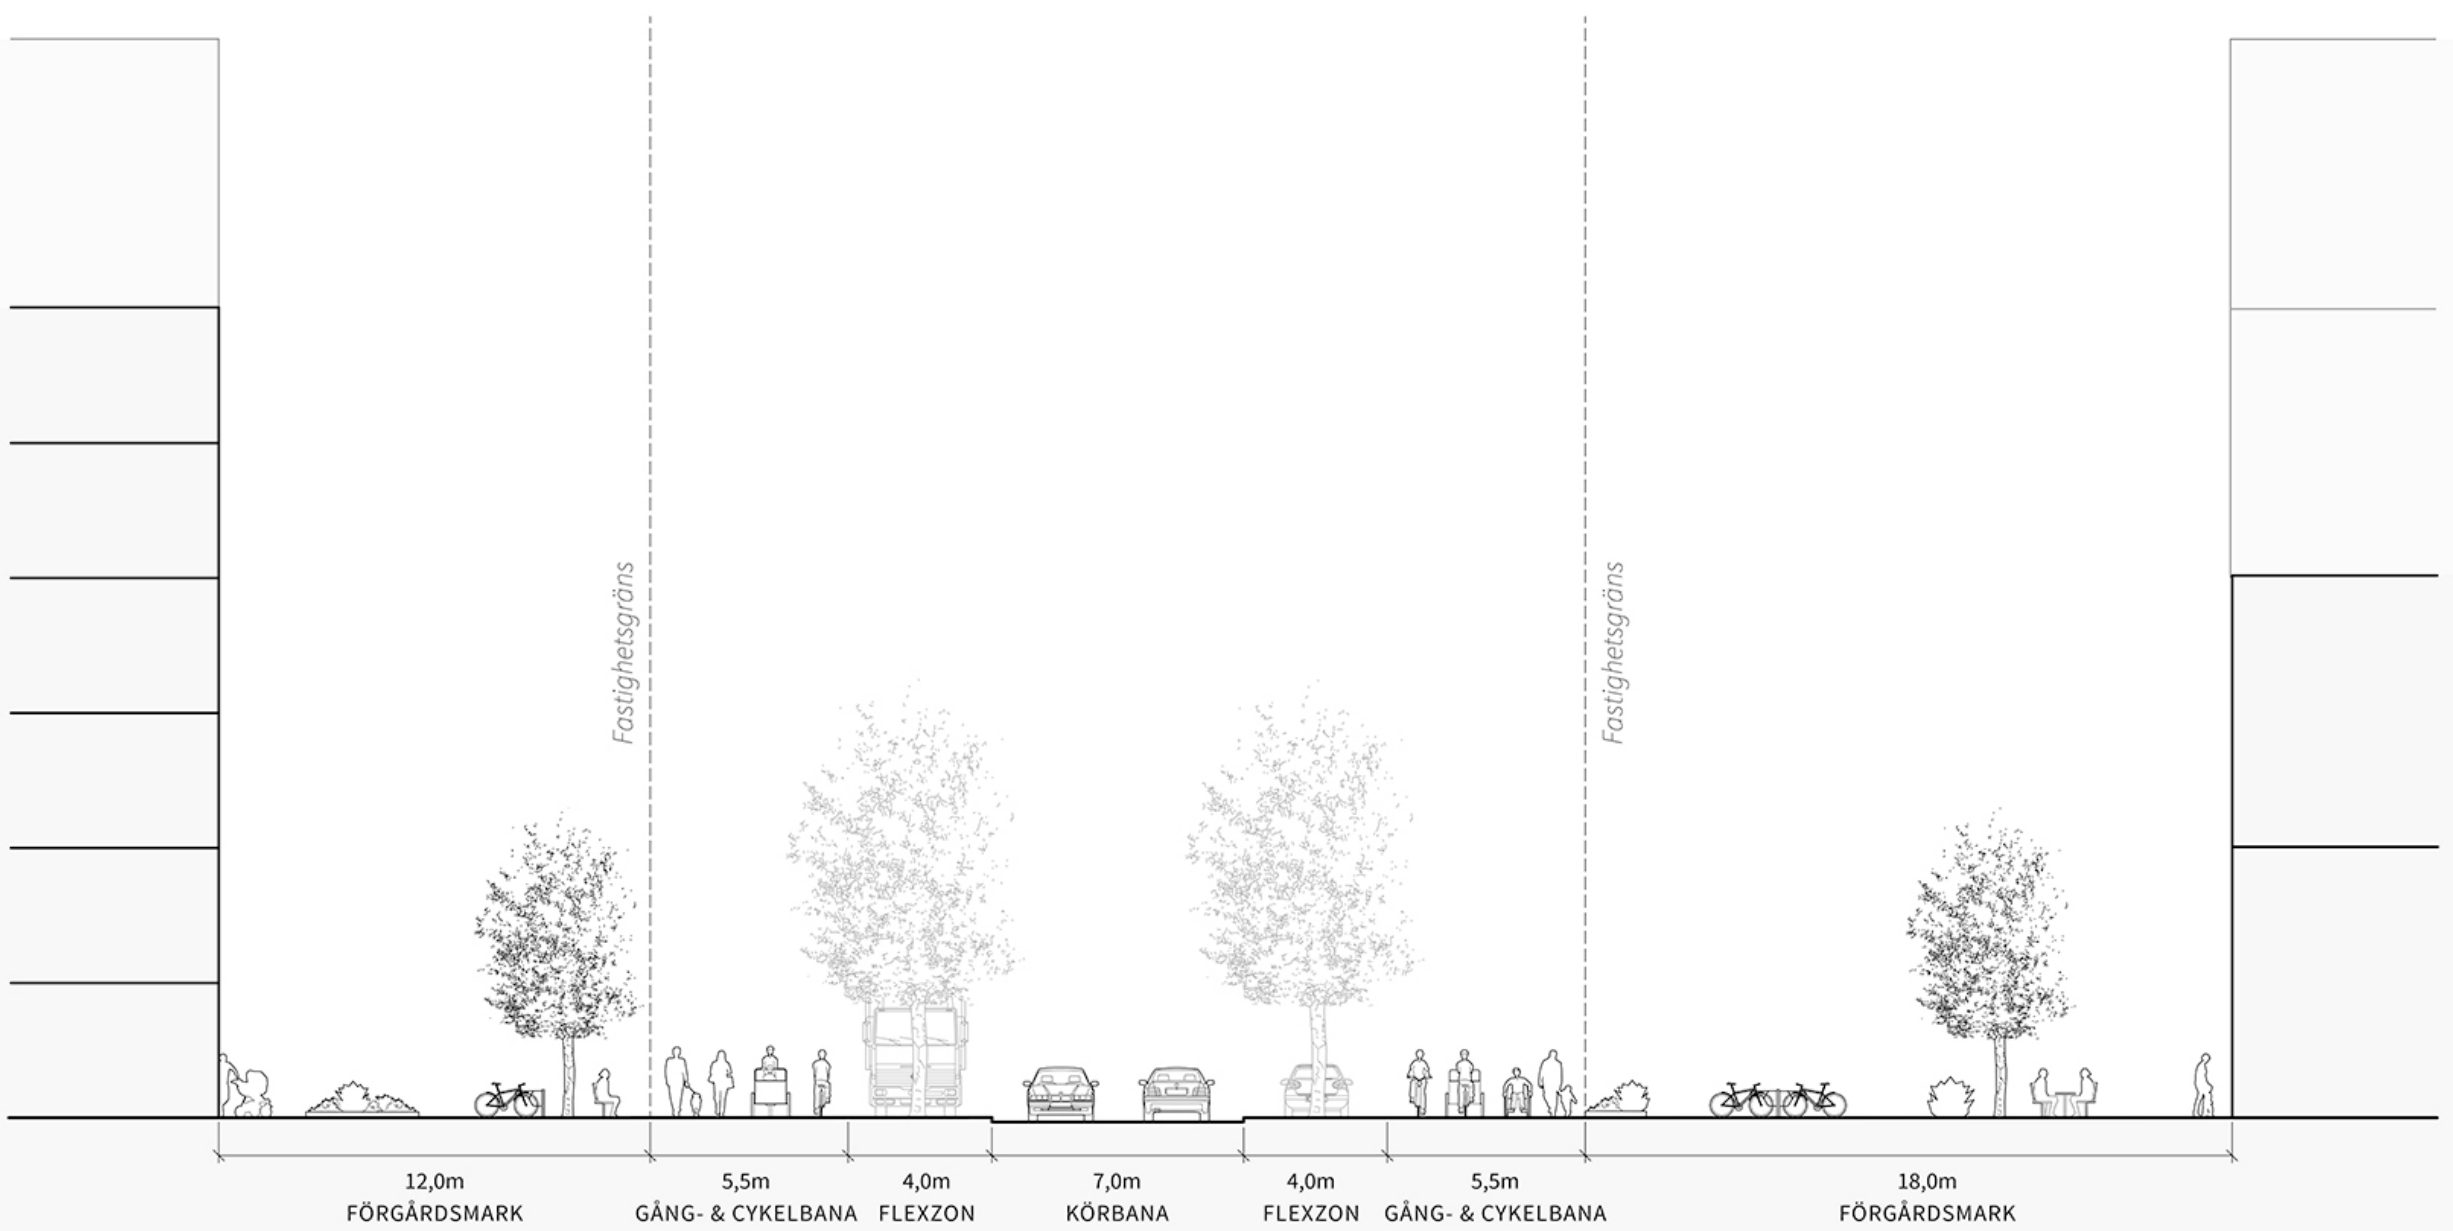 Fastighetsgräns
Fastighetsgräns
12,0m
FÖRGÅRDSMARK
5,5m
GÅNG- & CYKELBANA
4,0m
FLEXZON
7,0m
KÖRBANA
4,0m
FLEXZON
5,5m
GÅNG- & CYKELBANA
18,0m
FÖRGÅRDSMARK